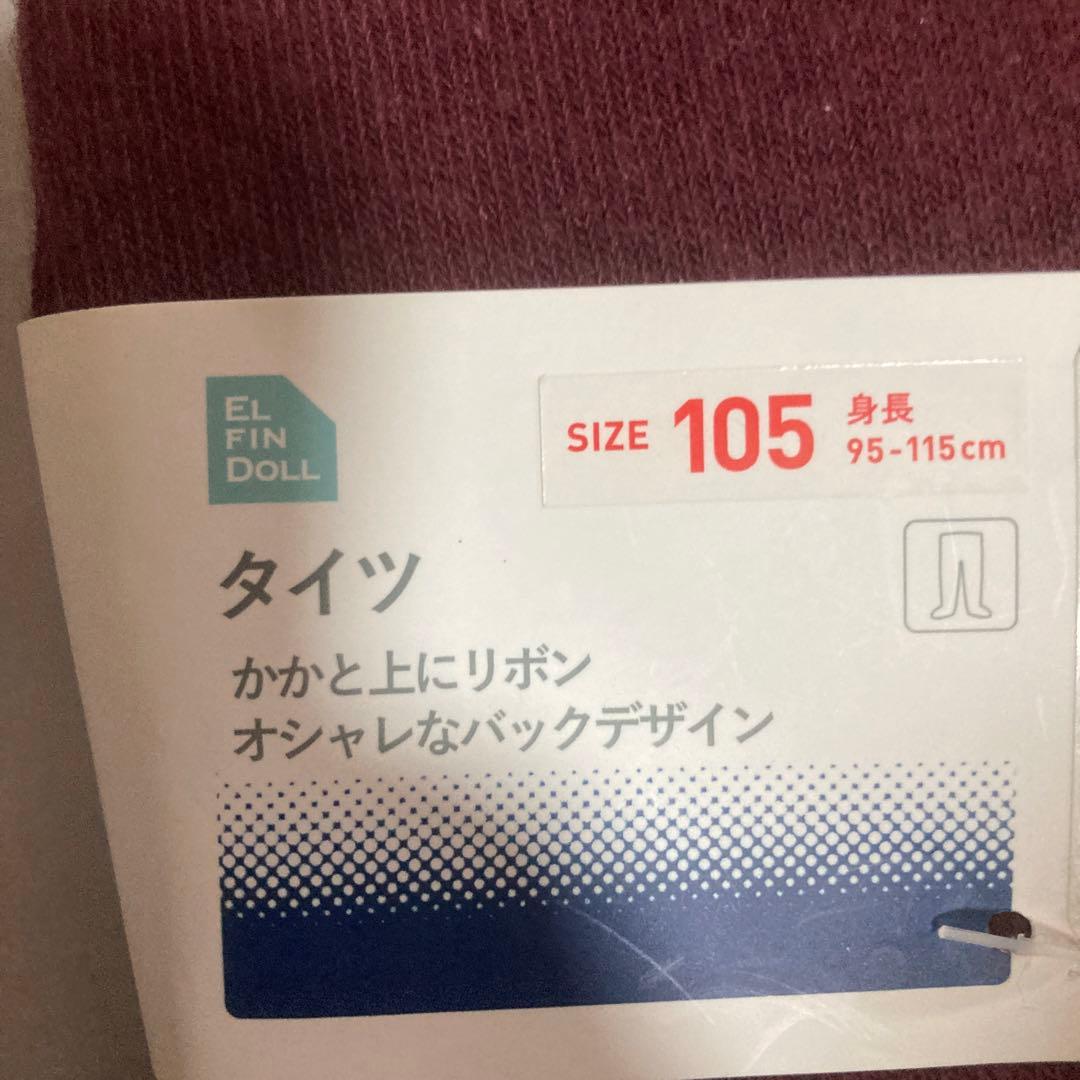 EL
FIN
DOLL
SIZE 105 身長
95-115cm
タイツ
かかと上にリボン
オシャレなバックデザイン